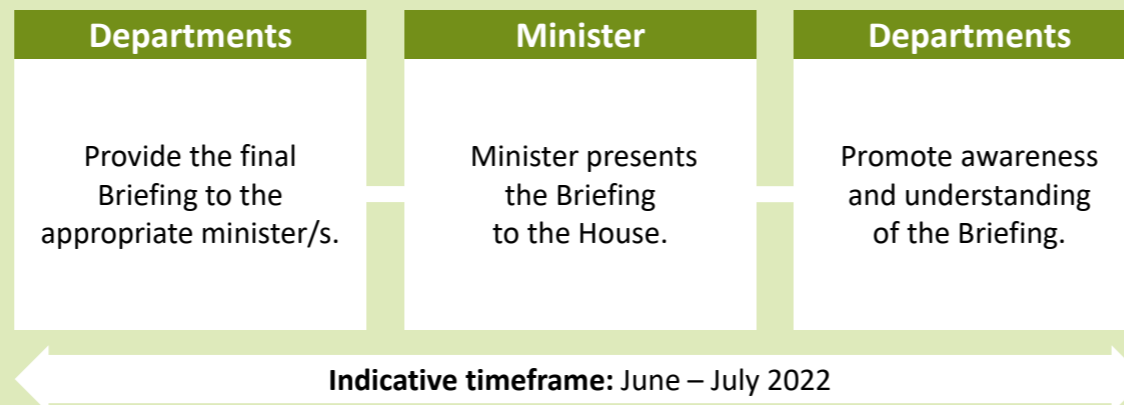 Departments
Provide the final
Briefing to the
appropriate minister/s.
Minister
Minister presents
the Briefing
to the House.
Departments
Promote awareness
and understanding
of the Briefing.
Indicative timeframe: June – July 2022